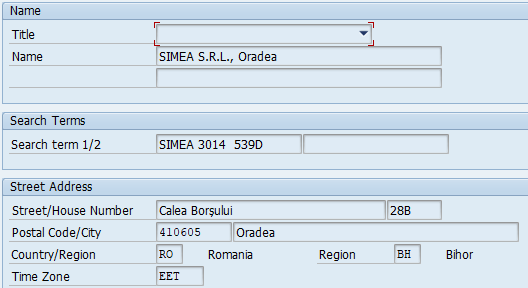 Name
Title
Name SIMEA S.R.L., Oradea
Search Terms
Search term 1/2 SIMEA 3014 539D
Street Address
Street/House Number Calea Borşului 28B
Postal Code/City 410605 Oradea
Country/Region RO Romania Region BH Bihor
Time Zone EET